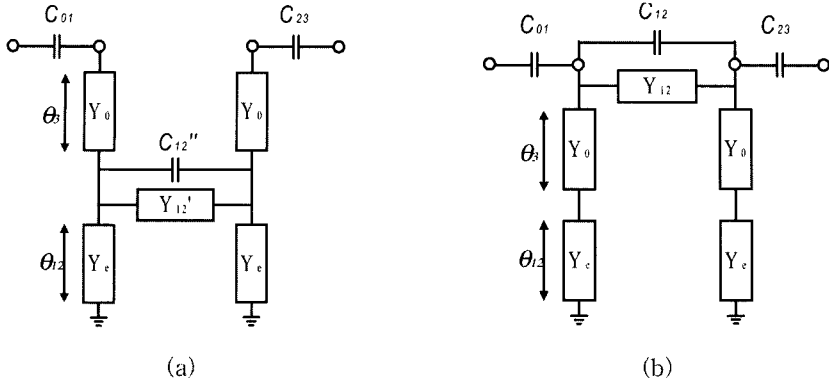 C01 C23
θ3 Y0 Y0
C12"
Y12'
θ12 Ye Ye
(a)
C12
C01 C23
Y12
θ3 Y0 Y0
θ12 Ye Ye
(b)